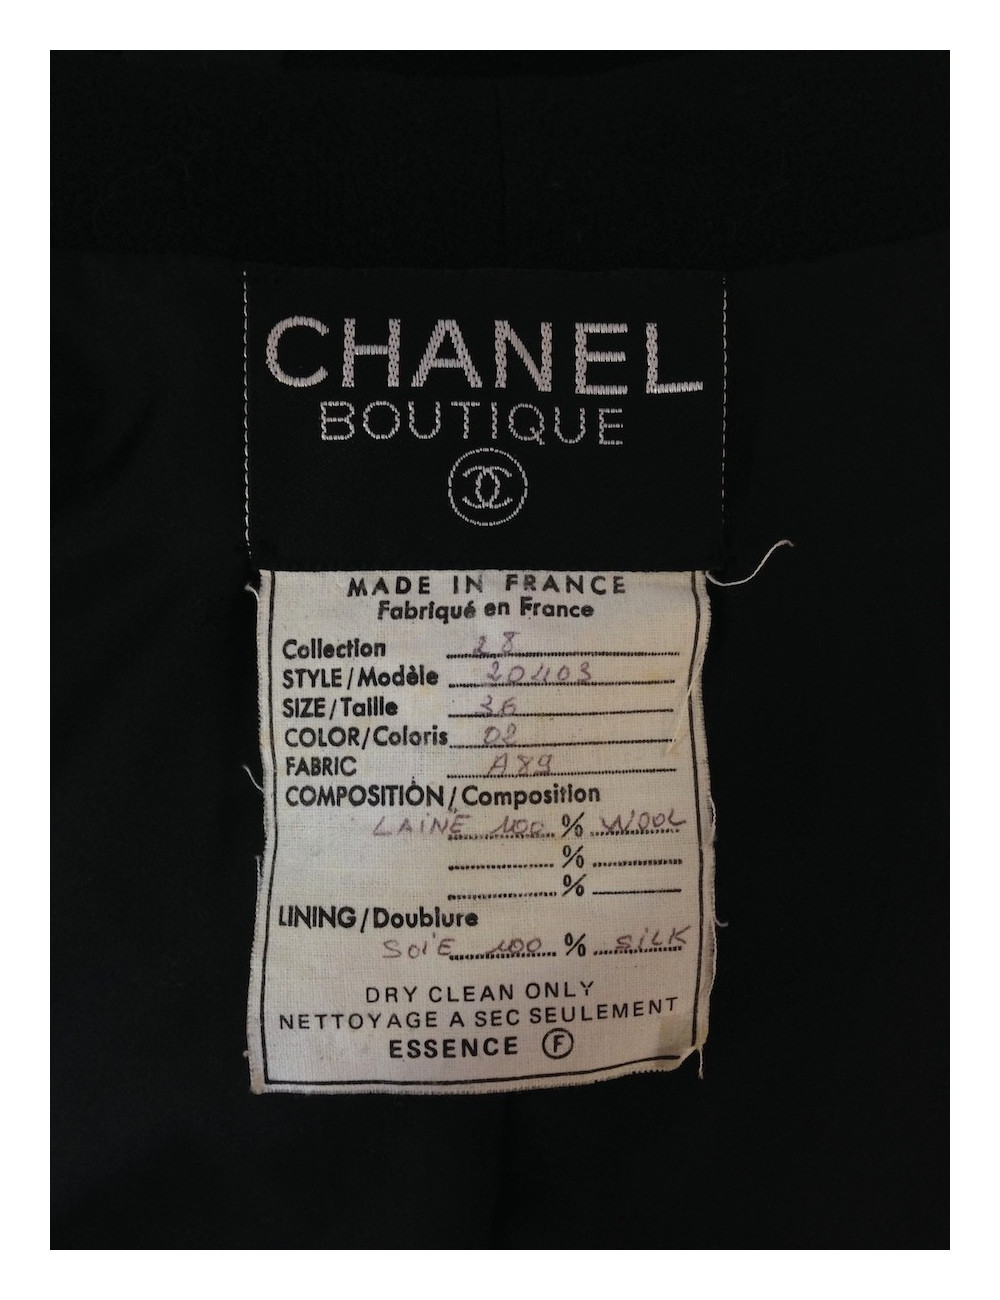 CHANEL
BOUTIQUE
MADE IN FRANCE
Fabriqué en France
Collection 28
STYLE/Modèle 20403
SIZE/Taille 36
COLOR/Coloris 02
FABRIC A89
COMPOSITION/Composition
LAINE 100 % WOOL
%
%
LINING/Doublure
SOIE 100 % SILK
DRY CLEAN ONLY
NETTOYAGE A SEC SEULEMENT
ESSENCE F